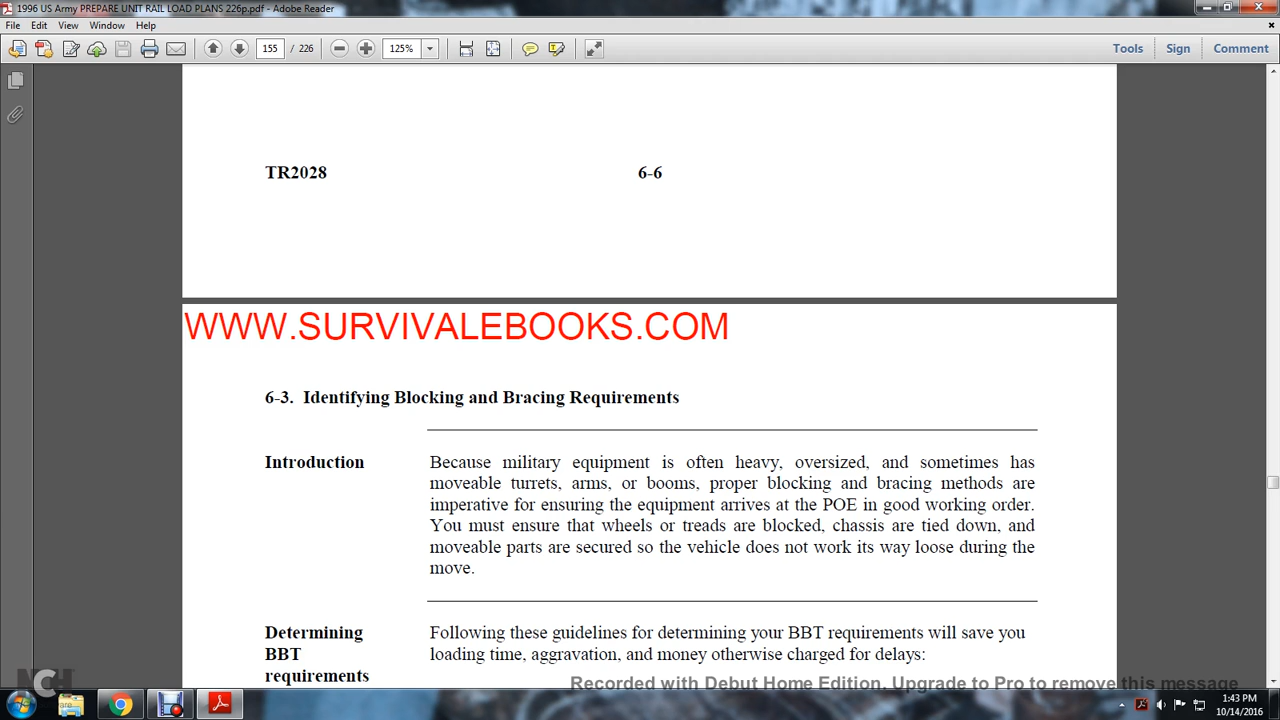 1996 US Army PREPARE UNIT RAIL LOAD PLANS 226p.pdf - Adobe Reader
File Edit View Window Help
155 / 226 125% Tools Sign Comment
TR2028 6-6
WWW.SURVIVALEBOOKS.COM
6-3. Identifying Blocking and Bracing Requirements
Introduction
Because military equipment is often heavy, oversized, and sometimes has
moveable turrets, arms, or booms, proper blocking and bracing methods are
imperative for ensuring the equipment arrives at the POE in good working order.
You must ensure that wheels or treads are blocked, chassis are tied down, and
moveable parts are secured so the vehicle does not work its way loose during the
move.
Determining
BBT
requirements
Following these guidelines for determining your BBT requirements will save you
loading time, aggravation, and money otherwise charged for delays:
NCH
Recorded with Debut Home Edition. Upgrade to Pro to remove this message
1:43 PM
10/14/2016